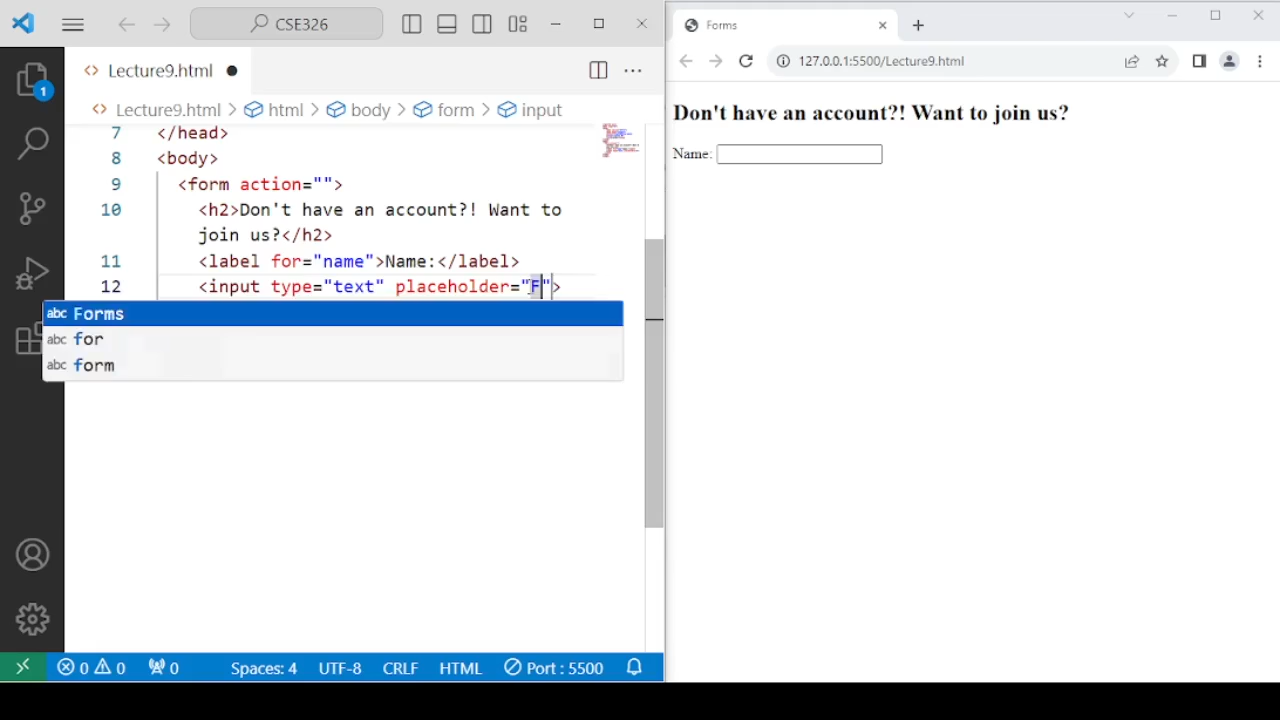 CSE326
Lecture9.html
Lecture9.html > html > body > form > input
7 </head>
8 <body>
9 <form action="">
10 <h2>Don't have an account?! Want to
join us?</h2>
11 <label for="name">Name:</label>
12 <input type="text" placeholder="F">
abc Forms
abc for
abc form
1
0 0 0 Spaces: 4 UTF-8 CRLF HTML Port : 5500
Forms
127.0.0.1:5500/Lecture9.html
Don't have an account?! Want to join us?
Name: